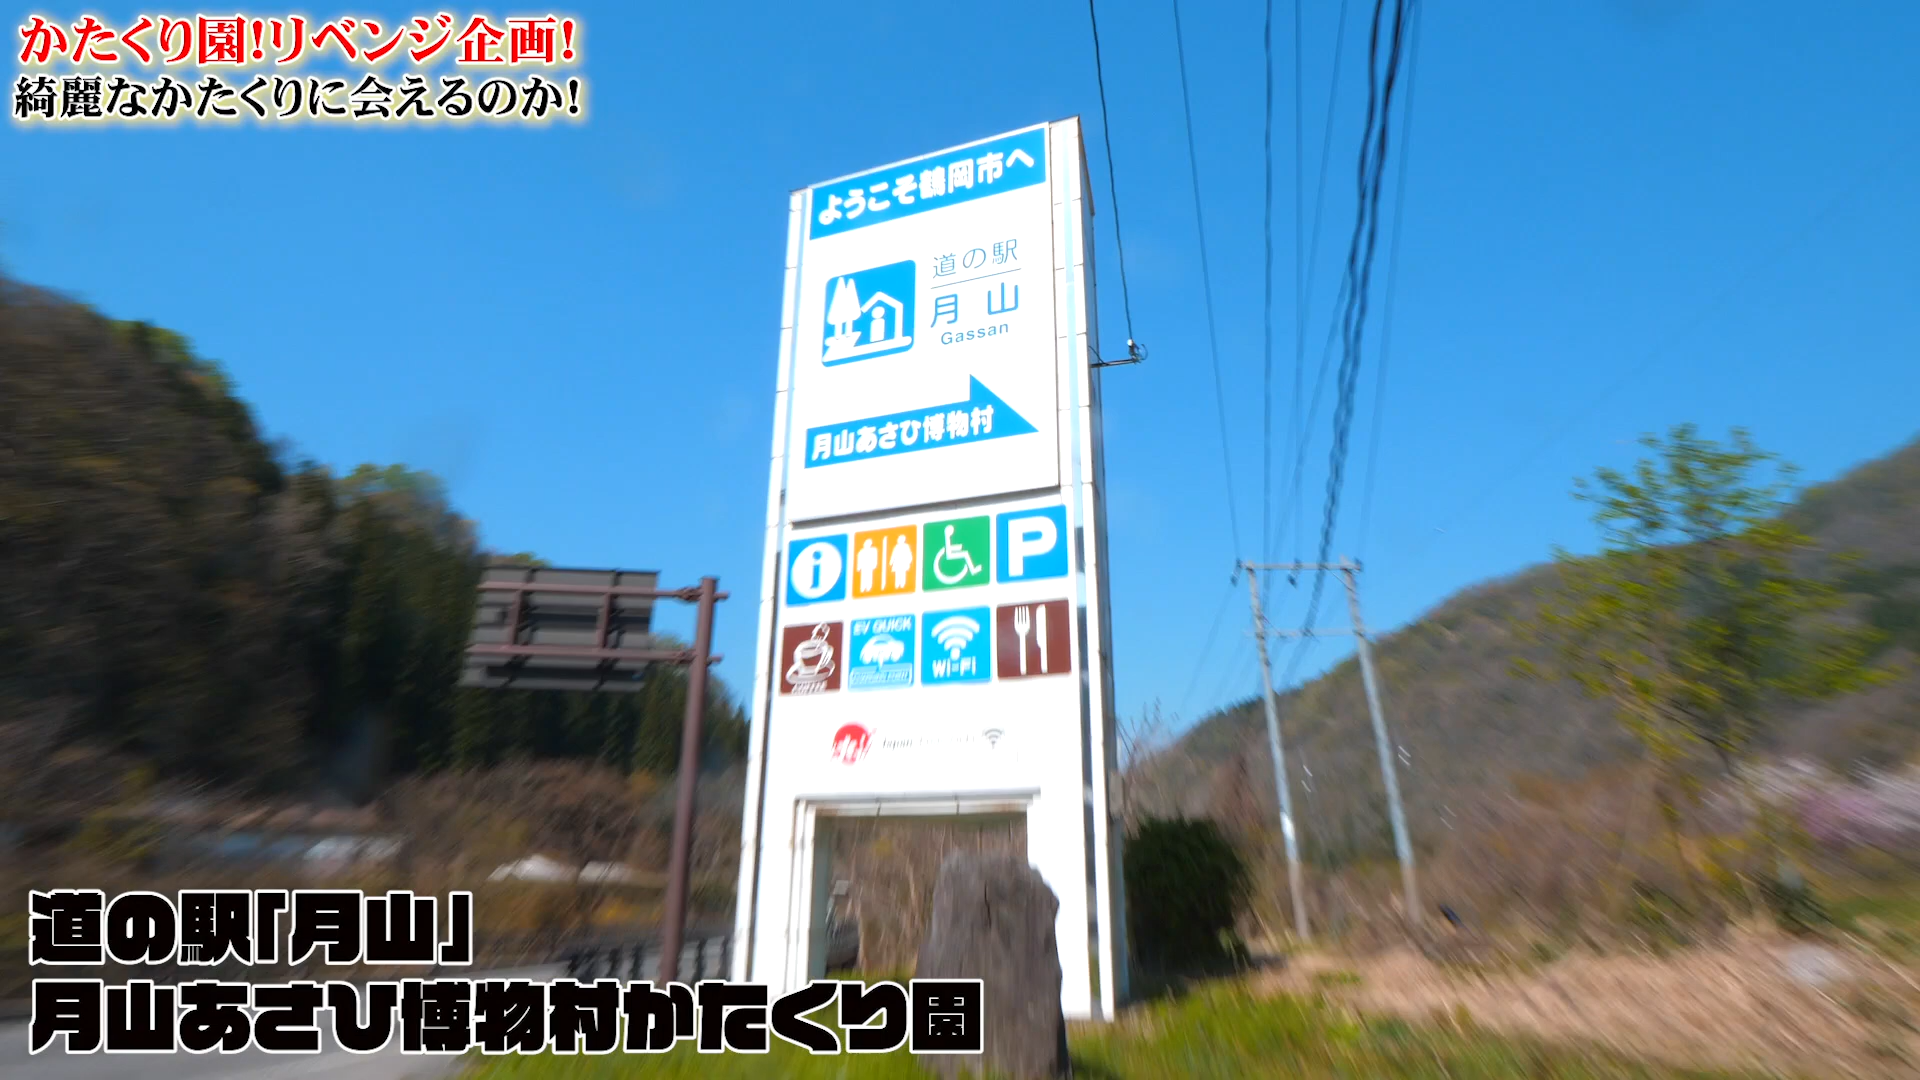 かたくり園!リベンジ企画!
綺麗なかたくりに会えるのか!
ようこそ鶴岡市へ
道の駅
月山
Gassan
月山あさひ博物村
P
COFFEE
EV QUICK
Wi-Fi
Japan
道の駅「月山」
月山あさひ博物村かたくり園